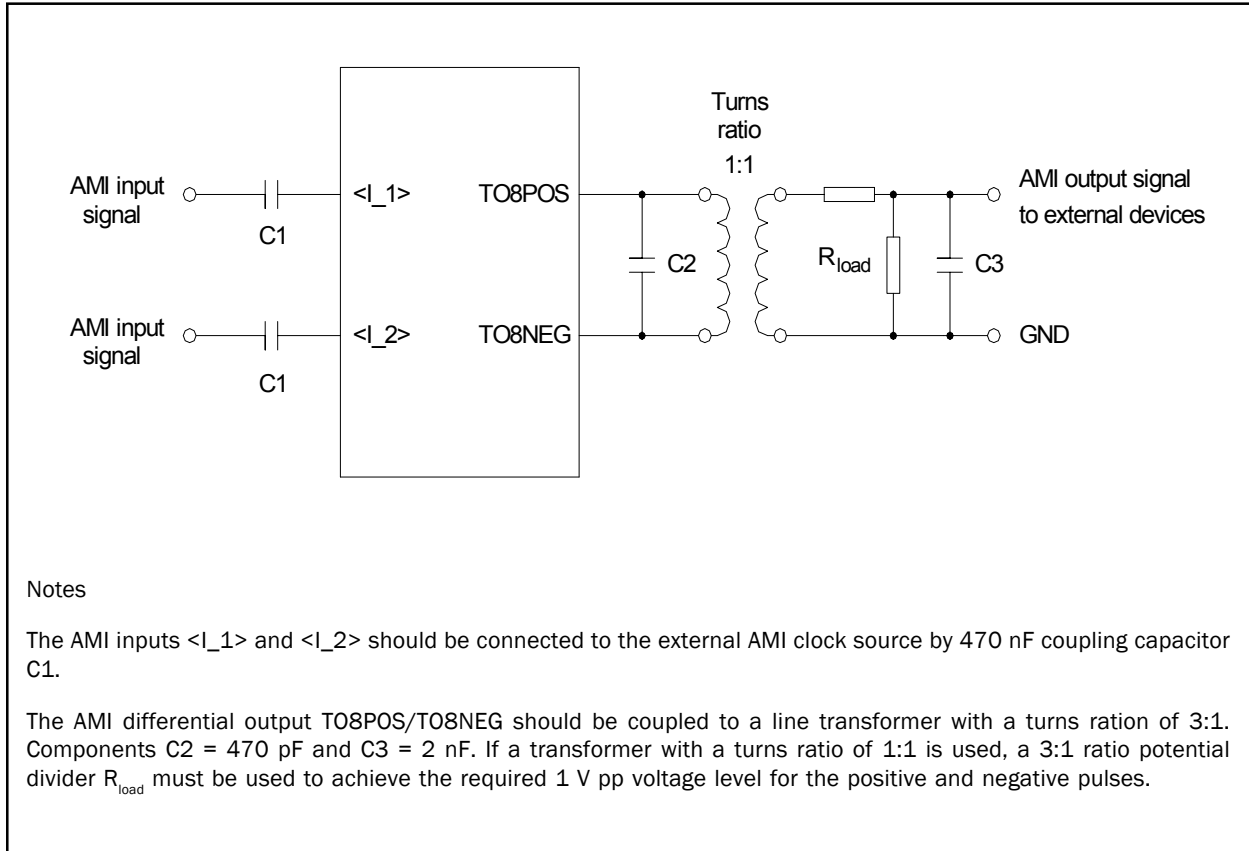 Turns
ratio
1:1
AMI input
signal
C1
<I_1>
TO8POS
C2
R_load
C3
AMI output signal
to external devices
AMI input
signal
C1
<I_2>
TO8NEG
GND
Notes
The AMI inputs <I_1> and <I_2> should be connected to the external AMI clock source by 470 nF coupling capacitor
C1.
The AMI differential output TO8POS/TO8NEG should be coupled to a line transformer with a turns ration of 3:1.
Components C2 = 470 pF and C3 = 2 nF. If a transformer with a turns ratio of 1:1 is used, a 3:1 ratio potential
divider R_load must be used to achieve the required 1 V pp voltage level for the positive and negative pulses.